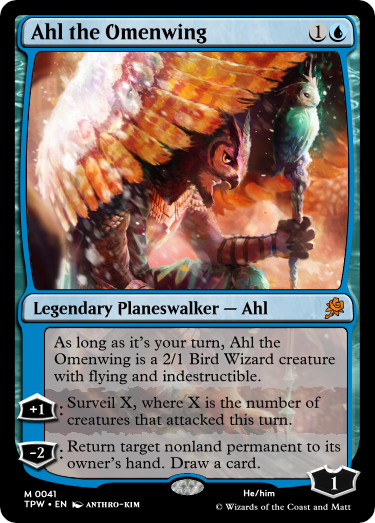 Ahl the Omenwing 1
Legendary Planeswalker — Ahl
As long as it's your turn, Ahl the
Omenwing is a 2/1 Bird Wizard creature
with flying and indestructible.
+1: Surveil X, where X is the number of
creatures that attacked this turn.
-2: Return target nonland permanent to its
owner's hand. Draw a card.
1
M 0041
He/him
TPW • EN ANTHRO-KIM
© Wizards of the Coast and Matt